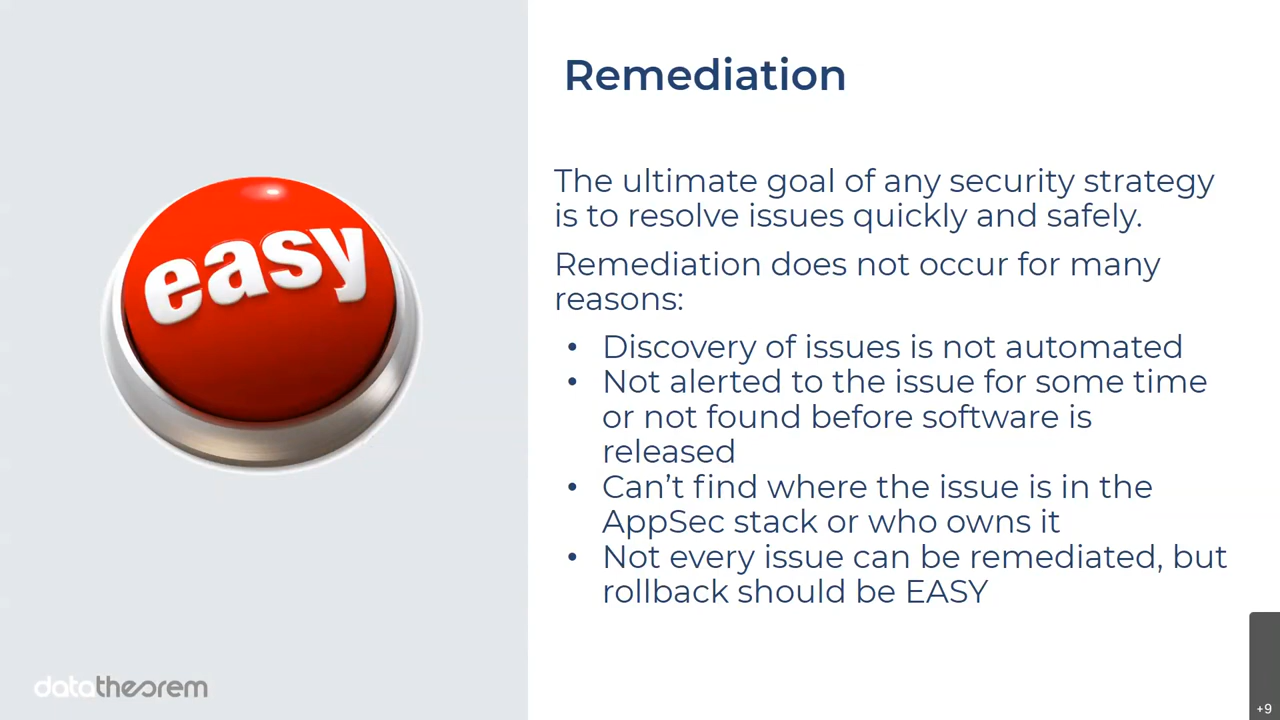 Remediation
easy
The ultimate goal of any security strategy
is to resolve issues quickly and safely.
Remediation does not occur for many
reasons:
• Discovery of issues is not automated
• Not alerted to the issue for some time
or not found before software is
released
• Can’t find where the issue is in the
AppSec stack or who owns it
• Not every issue can be remediated, but
rollback should be EASY
datatheorem
+9